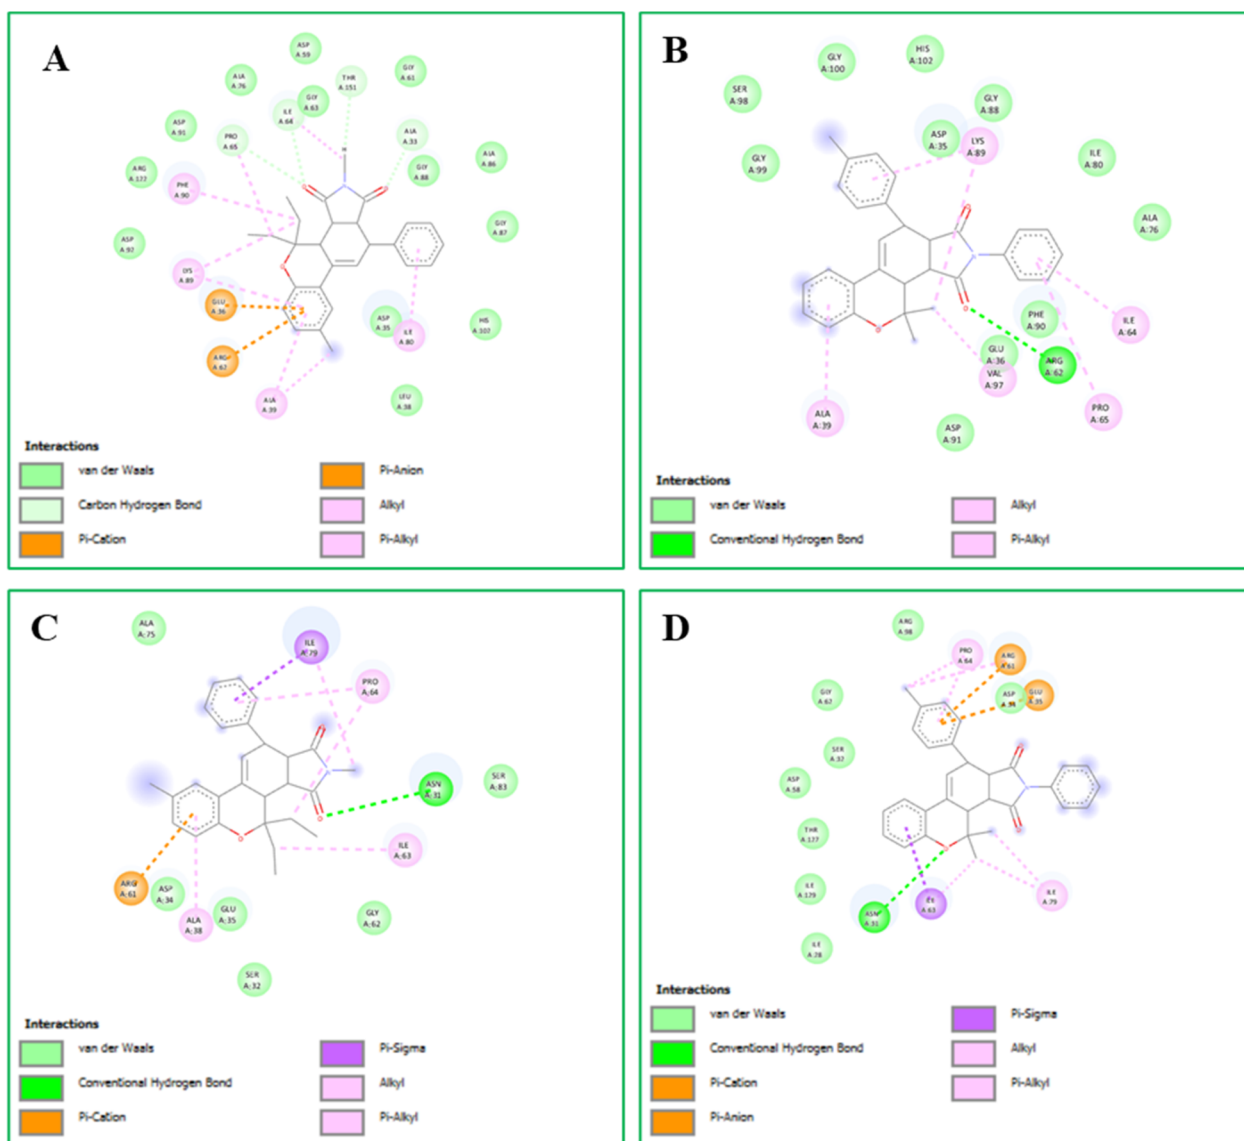 A
ASP
A:59
THR
A:151
GLY
A:61
ALA
A:76
GLY
A:63
ILE
A:64
ASP
A:91
PRO
A:65
ALA
A:33
ARG
A:122
GLY
A:88
ALA
A:86
PHE
A:90
H
N
O
O
GLY
A:87
ASP
A:92
LYS
A:89
O
GLU
A:36
ASP
A:35
ILE
A:80
HIS
A:102
ARG
A:62
ALA
A:39
LEU
A:38
Interactions
van der Waals
Carbon Hydrogen Bond
Pi-Cation
Pi-Anion
Alkyl
Pi-Alkyl
B
GLY
A:100
HIS
A:102
SER
A:98
GLY
A:88
ASP
A:35
LYS
A:89
GLY
A:99
ILE
A:80
ALA
A:76
O
N
O
O
PHE
A:90
ILE
A:64
GLU
A:36
VAL
A:97
ARG
A:62
ALA
A:39
PRO
A:65
ASP
A:91
Interactions
van der Waals
Conventional Hydrogen Bond
Alkyl
Pi-Alkyl
C
ALA
A:75
ILE
A:79
PRO
A:64
O
N
O
O
ASN
A:31
SER
A:83
ILE
A:63
ARG
A:61
ASP
A:34
ALA
A:38
GLU
A:35
GLY
A:62
SER
A:32
Interactions
van der Waals
Conventional Hydrogen Bond
Pi-Cation
Pi-Sigma
Alkyl
Pi-Alkyl
D
ARG
A:98
PRO
A:64
ARG
A:61
GLY
A:62
ASP
GLU
A:35
SER
A:32
ASP
A:58
O
N
O
O
THR
A:127
ILE
A:170
ASN
A:31
A:63
ILE
A:79
ILE
A:28
Interactions
van der Waals
Conventional Hydrogen Bond
Pi-Cation
Pi-Anion
Pi-Sigma
Alkyl
Pi-Alkyl